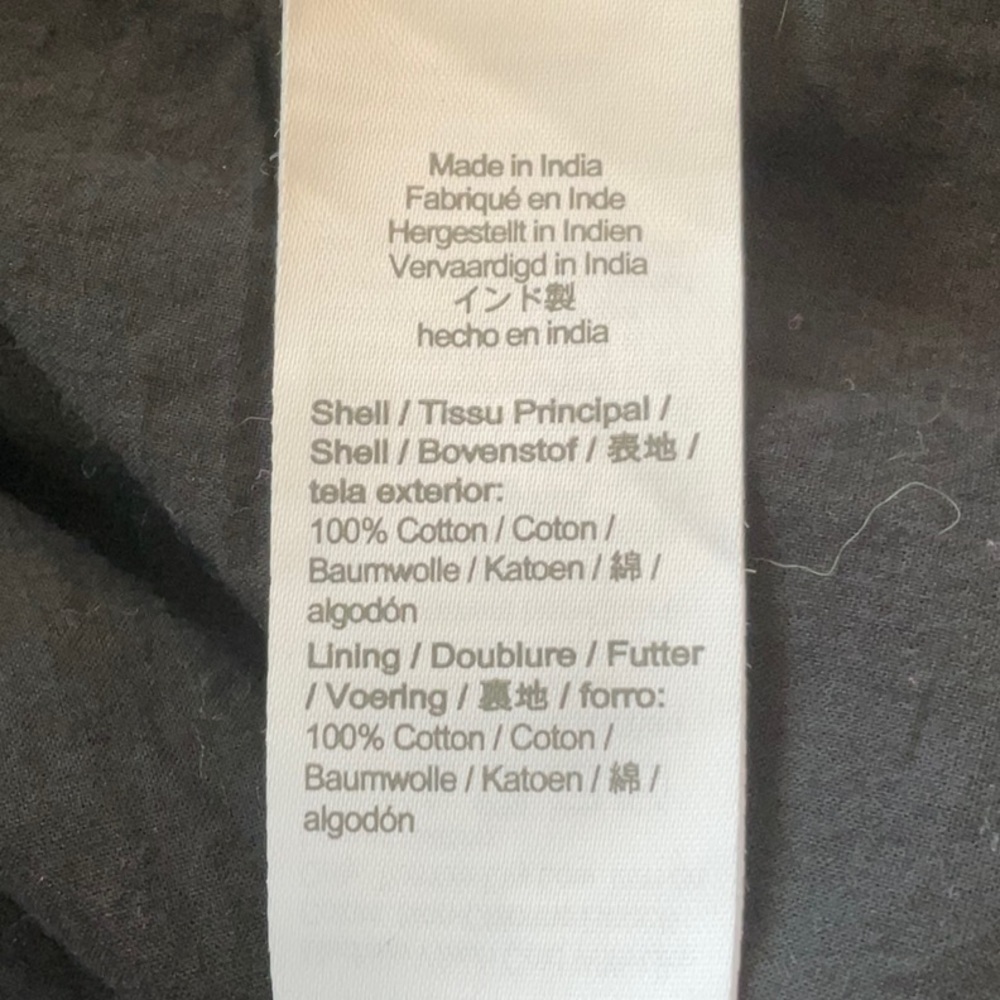 Made in India
Fabriqué en Inde
Hergestellt in Indien
Vervaardigd in India
インド製
hecho en india
Shell / Tissu Principal /
Shell / Bovenstof / 表地 /
tela exterior:
100% Cotton / Coton /
Baumwolle / Katoen / 綿 /
algodón
Lining / Doublure / Futter
/ Voering / 裏地 / forro:
100% Cotton / Coton /
Baumwolle / Katoen / 綿 /
algodón